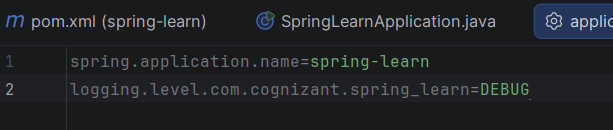 pom.xml (spring-learn) SpringLearnApplication.java applic
1 spring.application.name=spring-learn
2 logging.level.com.cognizant.spring_learn=DEBUG